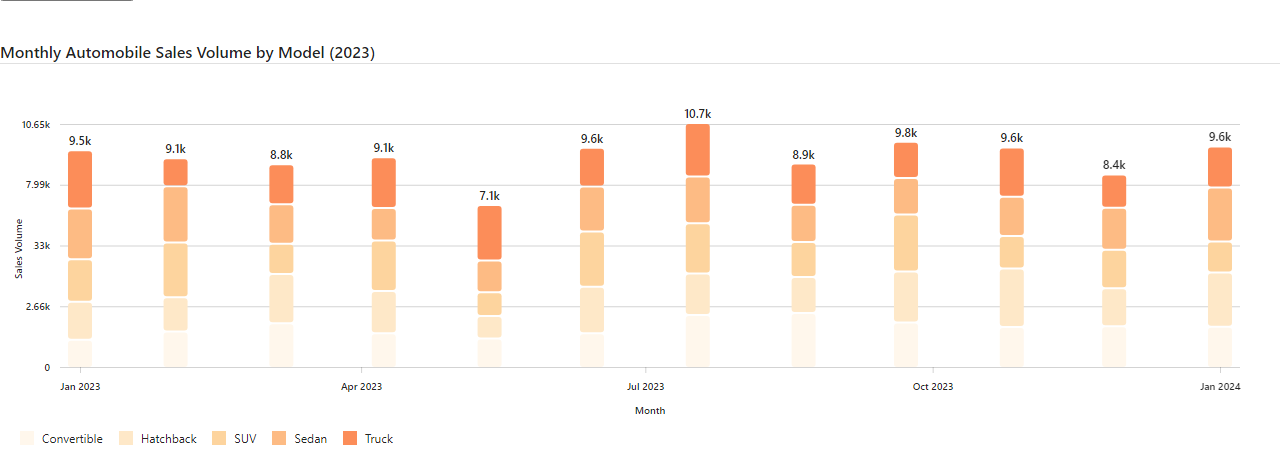 Monthly Automobile Sales Volume by Model (2023)
10.7k
10.65k
9.5k 9.1k 8.8k 9.1k 7.1k 9.6k 8.9k 9.8k 9.6k 8.4k 9.6k
7.99k
33k
2.66k
0
Sales Volume
Jan 2023 Apr 2023 Jul 2023 Oct 2023 Jan 2024
Month
Convertible Hatchback SUV Sedan Truck